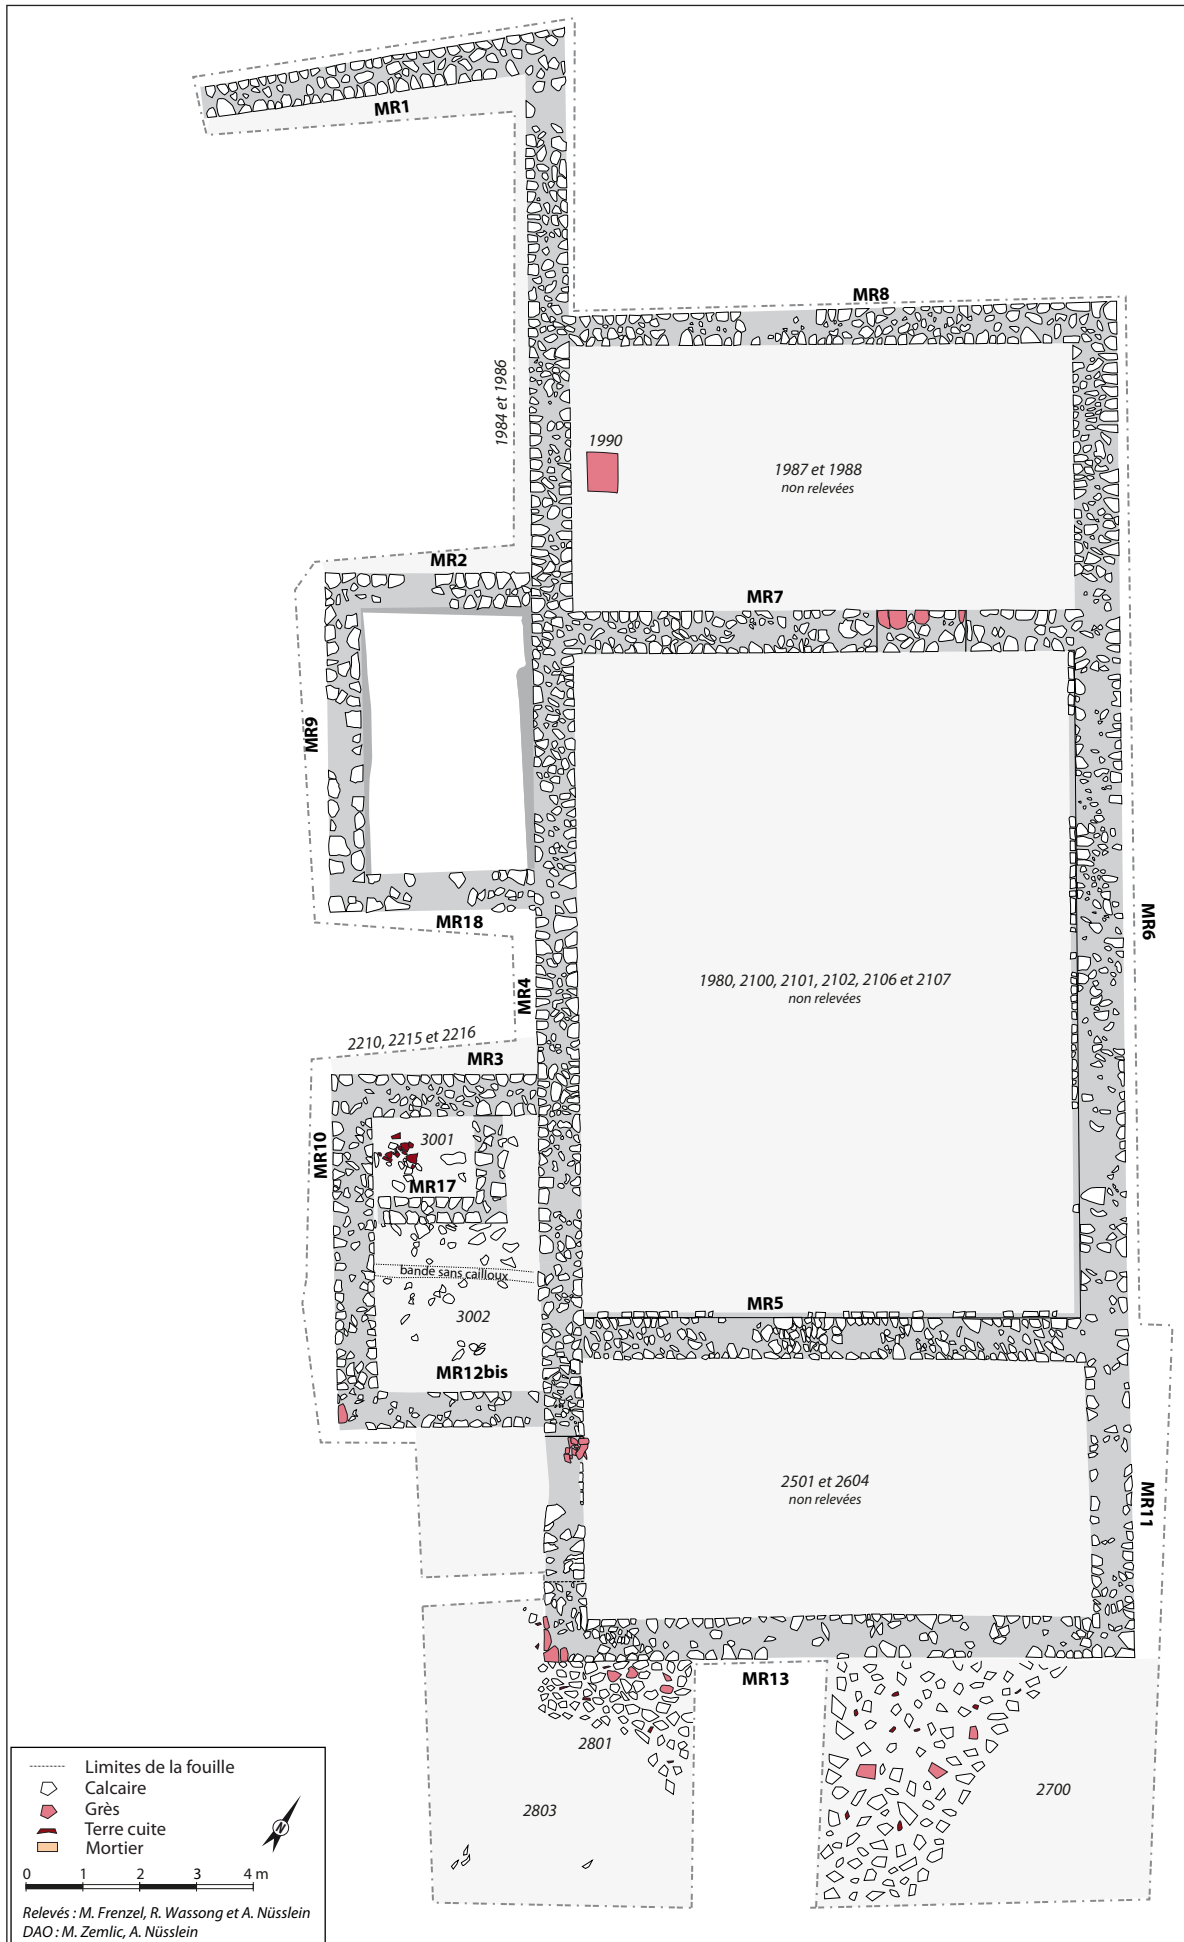 MR1
MR8
1984 et 1986
1990
1987 et 1988
non relevées
MR2
MR7
MR9
MR6
MR18
MR4
1980, 2100, 2101, 2102, 2106 et 2107
non relevées
2210, 2215 et 2216
MR3
MR10
3001
MR17
bande sans cailloux
MR5
3002
MR12bis
2501 et 2604
non relevées
MR11
MR13
2801
2803
2700
Limites de la fouille
Calcaire
Grès
Terre cuite
Mortier
N
0 1 2 3 4 m
Relevés : M. Frenzel, R. Wassong et A. Nüsslein
DAO : M. Zemlic, A. Nüsslein